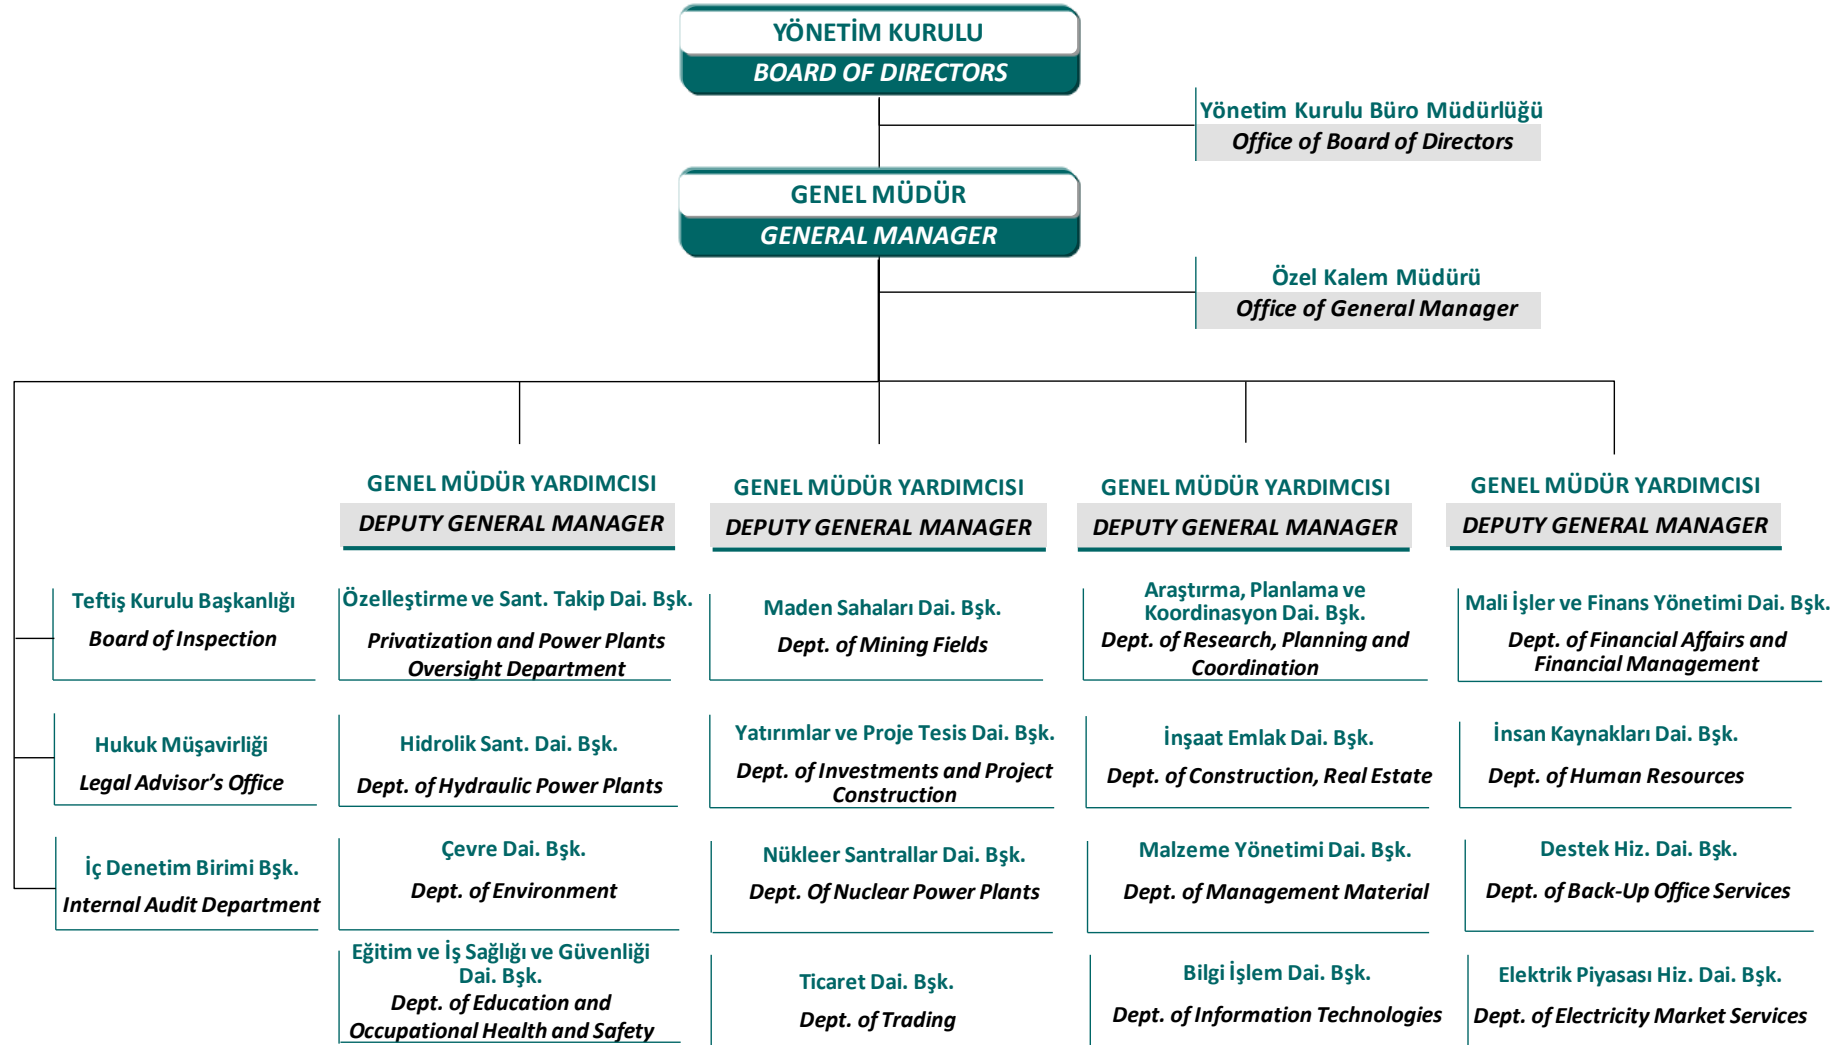 YÖNETİM KURULU
BOARD OF DIRECTORS
Yönetim Kurulu Büro Müdürlüğü
Office of Board of Directors
GENEL MÜDÜR
GENERAL MANAGER
Özel Kalem Müdürü
Office of General Manager
GENEL MÜDÜR YARDIMCISI
DEPUTY GENERAL MANAGER
GENEL MÜDÜR YARDIMCISI
DEPUTY GENERAL MANAGER
GENEL MÜDÜR YARDIMCISI
DEPUTY GENERAL MANAGER
GENEL MÜDÜR YARDIMCISI
DEPUTY GENERAL MANAGER
Teftiş Kurulu Başkanlığı
Board of Inspection
Özelleştirme ve Sant. Takip Dai. Bşk.
Privatization and Power Plants
Oversight Department
Maden Sahaları Dai. Bşk.
Dept. of Mining Fields
Araştırma, Planlama ve
Koordinasyon Dai. Bşk.
Dept. of Research, Planning and
Coordination
Mali İşler ve Finans Yönetimi Dai. Bşk.
Dept. of Financial Affairs and
Financial Management
Hukuk Müşavirliği
Legal Advisor's Office
Hidrolik Sant. Dai. Bşk.
Dept. of Hydraulic Power Plants
Yatırımlar ve Proje Tesis Dai. Bşk.
Dept. of Investments and Project
Construction
İnşaat Emlak Dai. Bşk.
Dept. of Construction, Real Estate
İnsan Kaynakları Dai. Bşk.
Dept. of Human Resources
İç Denetim Birimi Bşk.
Internal Audit Department
Çevre Dai. Bşk.
Dept. of Environment
Nükleer Santrallar Dai. Bşk.
Dept. Of Nuclear Power Plants
Malzeme Yönetimi Dai. Bşk.
Dept. of Management Material
Destek Hiz. Dai. Bşk.
Dept. of Back-Up Office Services
Eğitim ve İş Sağlığı ve Güvenliği
Dai. Bşk.
Dept. of Education and
Occupational Health and Safety
Ticaret Dai. Bşk.
Dept. of Trading
Bilgi İşlem Dai. Bşk.
Dept. of Information Technologies
Elektrik Piyasası Hiz. Dai. Bşk.
Dept. of Electricity Market Services